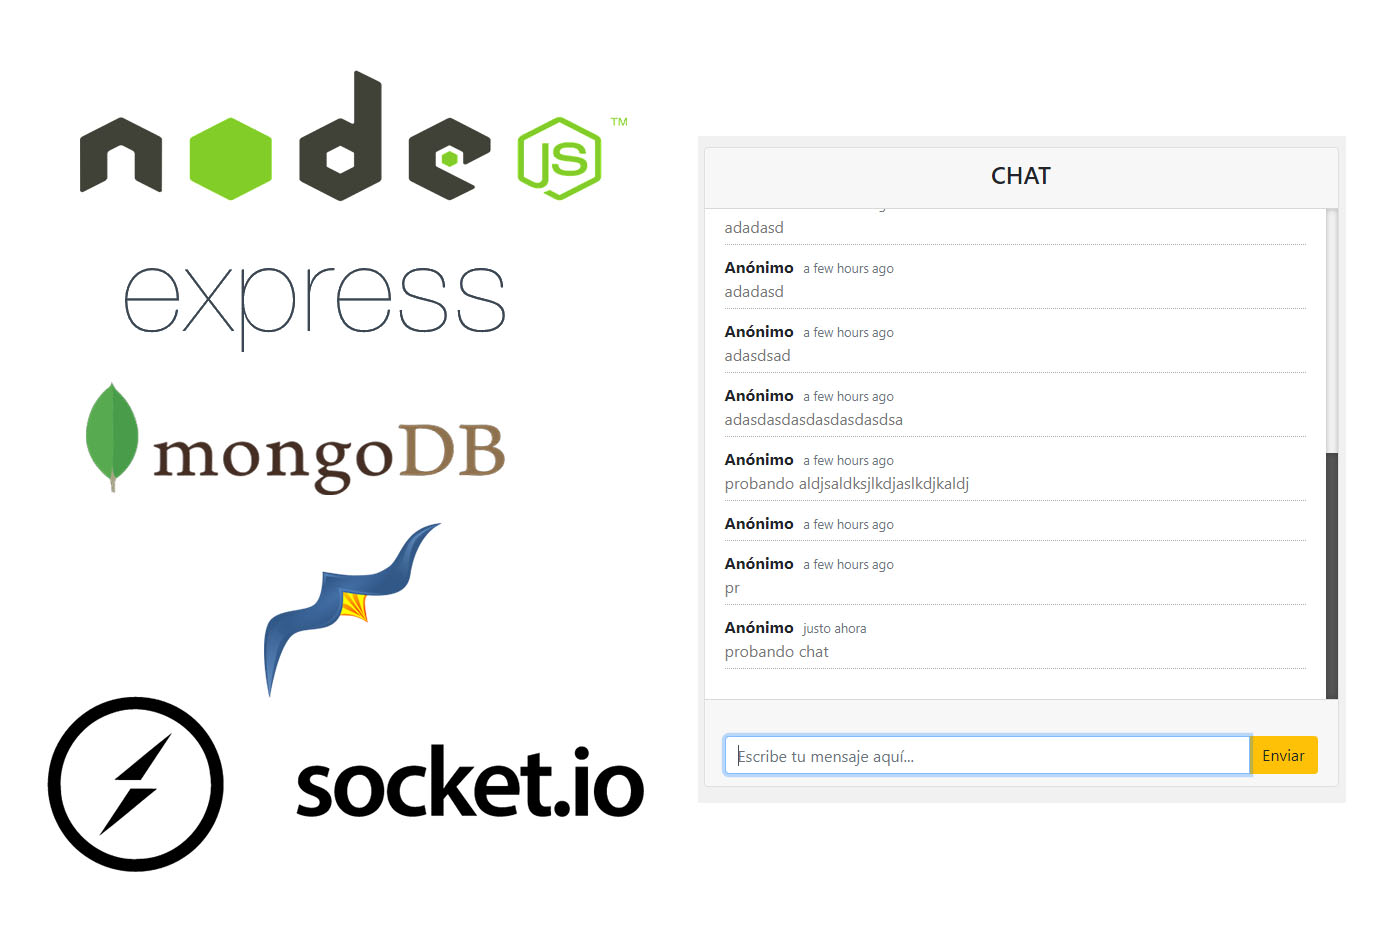 node JS ™
express
mongoDB
socket.io
CHAT
adadasd
Anónimo a few hours ago
adadasd
Anónimo a few hours ago
adasdsad
Anónimo a few hours ago
adasdasdasdasdasdasdsa
Anónimo a few hours ago
probando aldjsaldksjlkdjaslkdjkaldj
Anónimo a few hours ago
Anónimo a few hours ago
pr
Anónimo justo ahora
probando chat
Escribe tu mensaje aquí...
Enviar